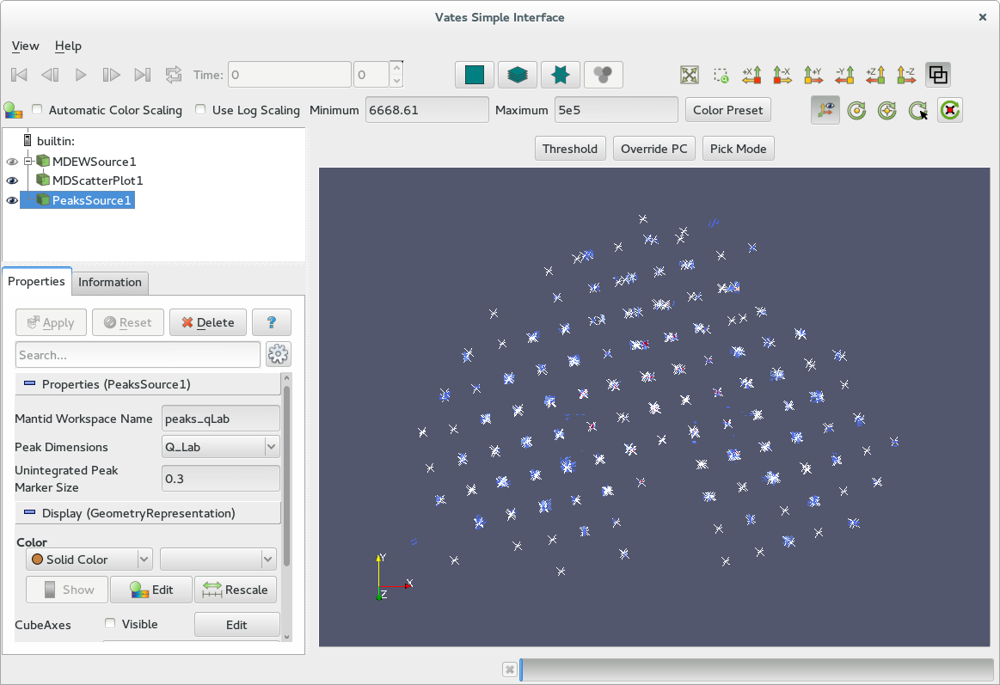 Vates Simple Interface
View Help
Time: 0 0
+X -X +Y -Y +Z -Z
Automatic Color Scaling Use Log Scaling Minimum 6668.61 Maximum 5e5 Color Preset
builtin:
MDEWSource1
MDScatterPlot1
PeaksSource1
Threshold Override PC Pick Mode
Properties Information
Apply Reset Delete ?
Search...
Properties (PeaksSource1)
Mantid Workspace Name peaks_qLab
Peak Dimensions Q_Lab
Unintegrated Peak
Marker Size 0.3
Display (GeometryRepresentation)
Color
Solid Color
Show Edit Rescale
CubeAxes Visible Edit
Y
X
Z